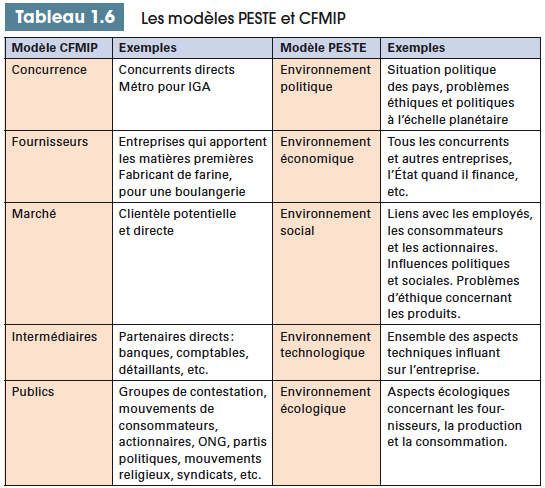 Tableau 1.6 Les modèles PESTE et CFMIP
Modèle CFMIP Exemples Modèle PESTE Exemples
Concurrence
Concurrents directs
Métro pour IGA
Environnement
politique
Situation politique
des pays, problèmes
éthiques et politiques
à l'échelle planétaire
Fournisseurs
Entreprises qui apportent
les matières premières
Fabricant de farine,
pour une boulangerie
Environnement
économique
Tous les concurrents
et autres entreprises,
l'État quand il finance,
etc.
Marché
Clientèle potentielle
et directe
Environnement
social
Liens avec les employés,
les consommateurs
et les actionnaires.
Influences politiques
et sociales. Problèmes
d'éthique concernant
les produits.
Intermédiaires
Partenaires directs :
banques, comptables,
détaillants, etc.
Environnement
technologique
Ensemble des aspects
techniques influant
sur l'entreprise.
Publics
Groupes de contestation,
mouvements de
consommateurs,
actionnaires, ONG, partis
politiques, mouvements
religieux, syndicats, etc.
Environnement
écologique
Aspects écologiques
concernant les four-
nisseurs, la production
et la consommation.